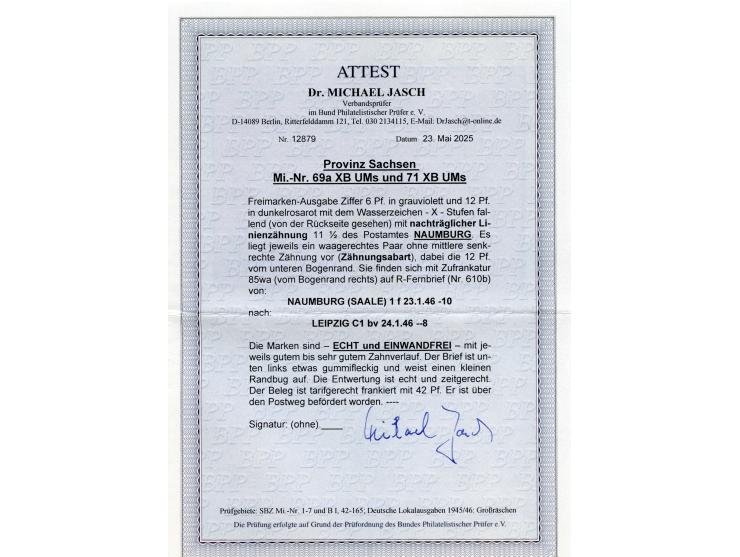 ATTEST
Dr. MICHAEL JASCH
Verbandsprüfer
im Bund Philatelistischer Prüfer e. V.
D-14089 Berlin, Ritterfelddamm 121, Tel. 030 2134115, E-Mail: DrJasch@t-online.de
Nr. 12879 Datum 23. Mai 2025
Provinz Sachsen
Mi.-Nr. 69a XB UMs und 71 XB UMs
Freimarken-Ausgabe Ziffer 6 Pf. in grauviolett und 12 Pf.
in dunkelrosarot mit dem Wasserzeichen - X - Stufen fal-
lend (von der Rückseite gesehen) mit nachträglicher Li-
nienzähnung 11 ½ des Postamtes NAUMBURG. Es
liegt jeweils ein waagerechtes Paar ohne mittlere senk-
rechte Zähnung vor (Zähnungsabart), dabei die 12 Pf.
vom unteren Bogenrand. Sie finden sich mit Zufrankatur
85wa (vom Bogenrand rechts) auf R-Fernbrief (Nr. 610b)
von:
NAUMBURG (SAALE) 1 f 23.1.46 -10
nach:
LEIPZIG C1 bv 24.1.46 --8
Die Marken sind – ECHT und EINWANDFREI – mit je-
weils gutem bis sehr gutem Zahnverlauf. Der Brief ist un-
ten links etwas gummifleckig und weist einen kleinen
Randbug auf. Die Entwertung ist echt und zeitgerecht.
Der Beleg ist tarifgerecht frankiert mit 42 Pf. Er ist über
den Postweg befördert worden. ----
Signatur: (ohne).____ Michael Jasch
Prüfgebiete: SBZ Mi.-Nr. 1-7 und B I, 42-165; Deutsche Lokalausgaben 1945/46: Großräschen
Die Prüfung erfolgte auf Grund der Prüfordnung des Bundes Philatelistischer Prüfer e.V.